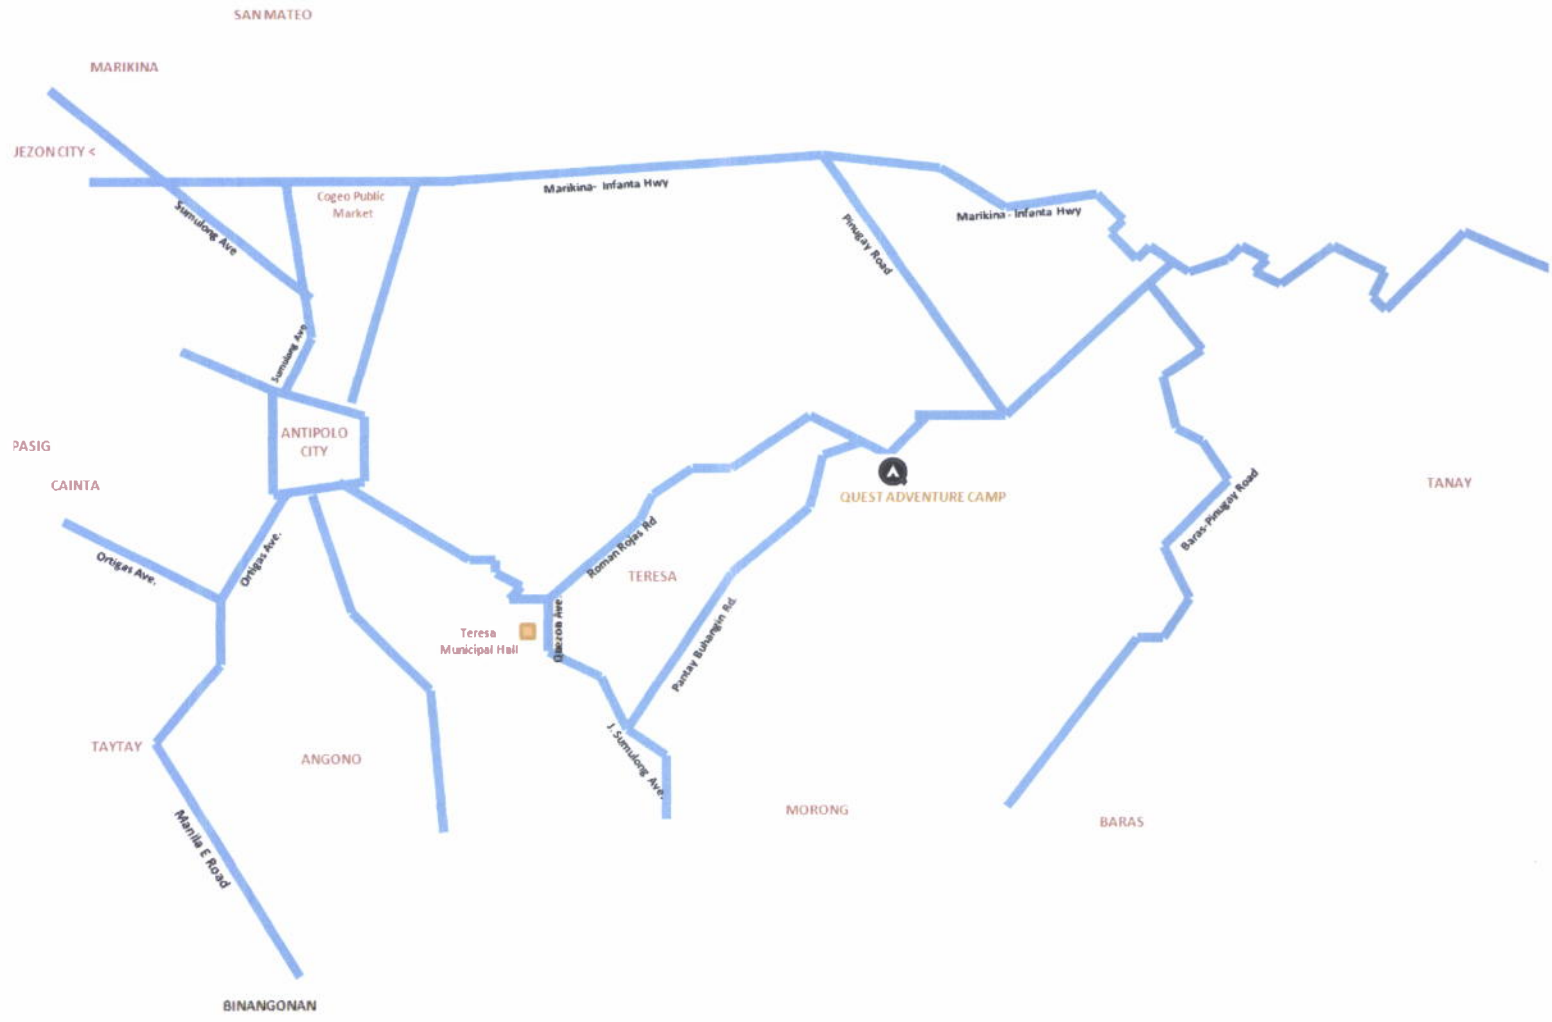 SAN MATEO
MARIKINA
JEZON CITY <
Cogeo Public
Market
Marikina- Infanta Hwy
Sumulong Ave
Pinugay Road
Marikina - Infanta Hwy
Sumulong Ave
ANTIPOLO
CITY
PASIG
CAINTA
QUEST ADVENTURE CAMP
TANAY
Ortigas Ave.
Ortigas Ave.
Roman Rojas Rd
Baras-Pinugay Road
TERESA
Teresa
Municipal Hall
Quezon Ave.
Pantay Buhangin Rd.
TAYTAY
ANGONO
J. Sumulong Ave.
MORONG
BARAS
Manila E Road
BINANGONAN